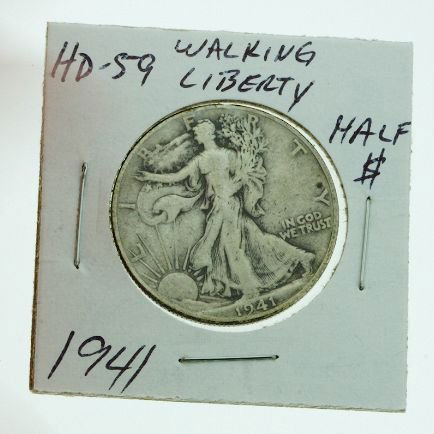 HD-59 WALKING
LIBERTY
HALF
$
LIBERTY
IN GOD
WE TRUST
1941
1941